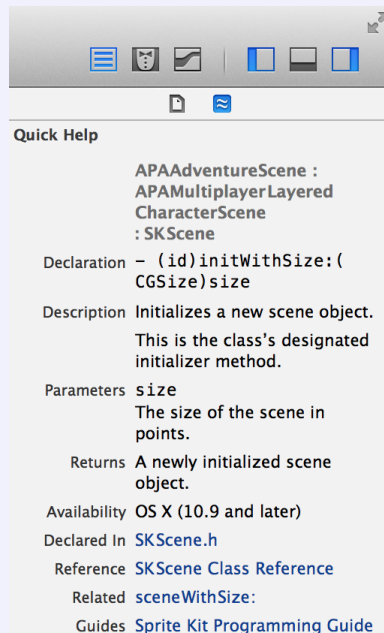 Quick Help
APAAdventureScene :
APAMultiplayerLayered
CharacterScene
: SKScene
Declaration - (id)initWithSize:(
CGSize)size
Description Initializes a new scene object.
This is the class's designated
initializer method.
Parameters size
The size of the scene in
points.
Returns A newly initialized scene
object.
Availability OS X (10.9 and later)
Declared In SKScene.h
Reference SKScene Class Reference
Related sceneWithSize:
Guides Sprite Kit Programming Guide